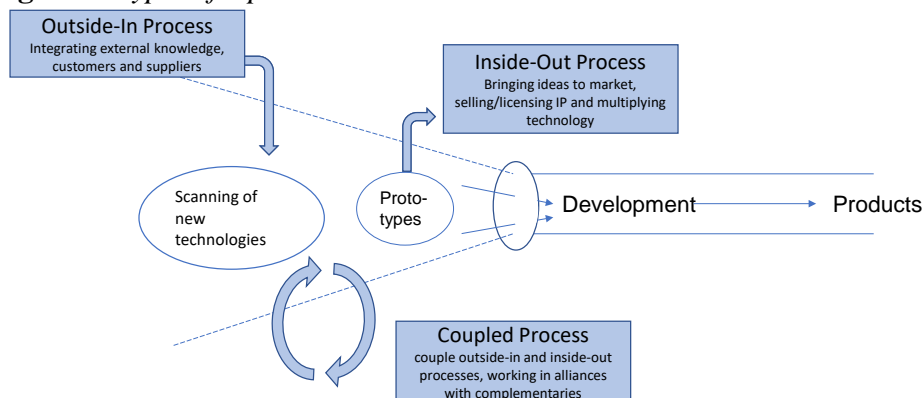 Outside-In Process
Integrating external knowledge,
customers and suppliers
Inside-Out Process
Bringing ideas to market,
selling/licensing IP and multiplying
technology
Scanning of
new
technologies
Proto-
types
Development
Products
Coupled Process
couple outside-in and inside-out
processes, working in alliances
with complementaries